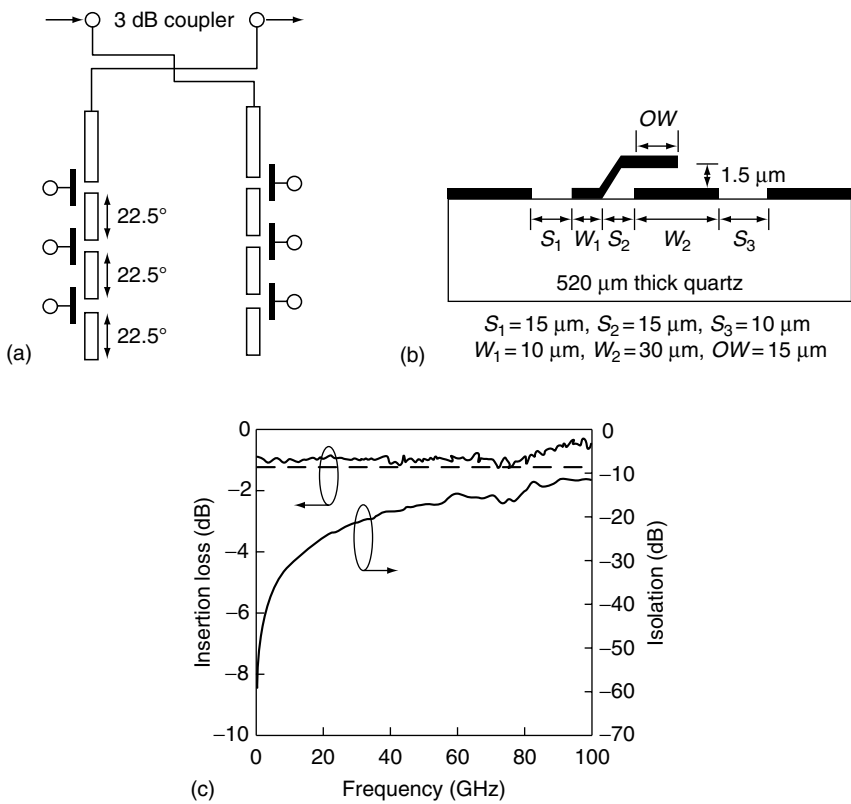 3 dB coupler
22.5°
22.5°
22.5°
(a)
OW
1.5 μm
S₁ W₁ S₂ W₂ S₃
520 μm thick quartz
S₁ = 15 μm, S₂ = 15 μm, S₃ = 10 μm
W₁ = 10 μm, W₂ = 30 μm, OW = 15 μm
(b)
0
−2
−4
−6
−8
−10
Insertion loss (dB)
0
−10
−20
−30
−40
−50
−60
−70
Isolation (dB)
0 20 40 60 80 100
Frequency (GHz)
(c)